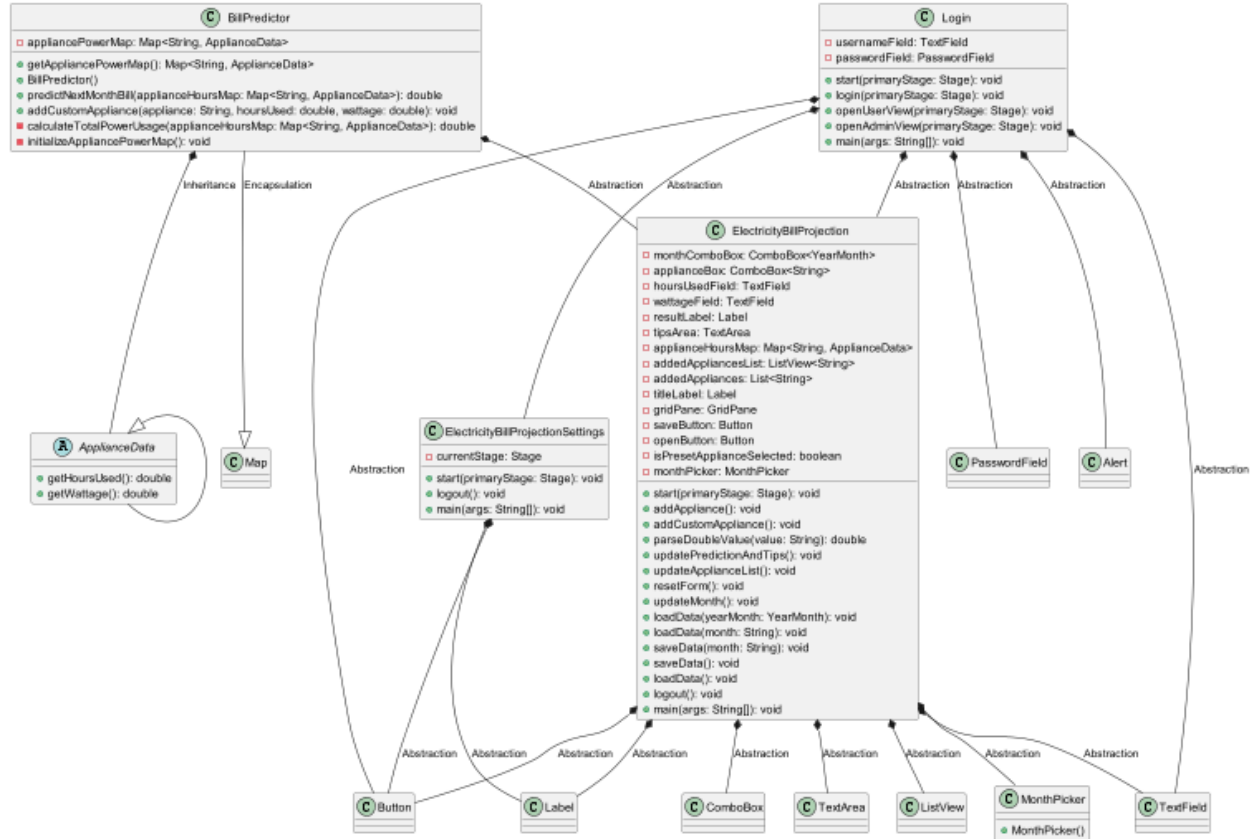 BillPredictor
appliancePowerMap: Map<String, ApplianceData>
getAppliancePowerMap(): Map<String, ApplianceData>
BillPredictor()
predictNextMonthBill(applianceHoursMap: Map<String, ApplianceData>): double
addCustomAppliance(appliance: String, hoursUsed: double, wattage: double): void
calculateTotalPowerUsage(applianceHoursMap: Map<String, ApplianceData>): double
initializeAppliancePowerMap(): void
Login
usernameField: TextField
passwordField: PasswordField
start(primaryStage: Stage): void
login(primaryStage: Stage): void
openUserView(primaryStage: Stage): void
openAdminView(primaryStage: Stage): void
main(args: String[]): void
Inheritance
Encapsulation
Abstraction
Abstraction
Abstraction
Abstraction
Abstraction
ElectricityBillProjection
monthComboBox: ComboBox<YearMonth>
applianceBox: ComboBox<String>
hoursUsedField: TextField
wattageField: TextField
resultLabel: Label
tipsArea: TextArea
applianceHoursMap: Map<String, ApplianceData>
addedAppliancesList: ListView<String>
addedAppliances: List<String>
titleLabel: Label
gridPane: GridPane
saveButton: Button
openButton: Button
isPresetApplianceSelected: boolean
monthPicker: MonthPicker
start(primaryStage: Stage): void
addAppliance(): void
addCustomAppliance(): void
parseDoubleValue(value: String): double
updatePredictionAndTips(): void
updateApplianceList(): void
resetForm(): void
updateMonth(): void
loadData(yearMonth: YearMonth): void
loadData(month: String): void
saveData(month: String): void
saveData(): void
loadData(): void
logout(): void
main(args: String[]): void
A ApplianceData
getHoursUsed(): double
getWattage(): double
C Map
Abstraction
C ElectricityBillProjectionSettings
currentStage: Stage
start(primaryStage: Stage): void
logout(): void
main(args: String[]): void
C PasswordField
C Alert
Abstraction
Abstraction
Abstraction
Abstraction
Abstraction
Abstraction
Abstraction
Abstraction
Abstraction
C Button
C Label
C ComboBox
C TextArea
C ListView
C MonthPicker
MonthPicker()
C TextField